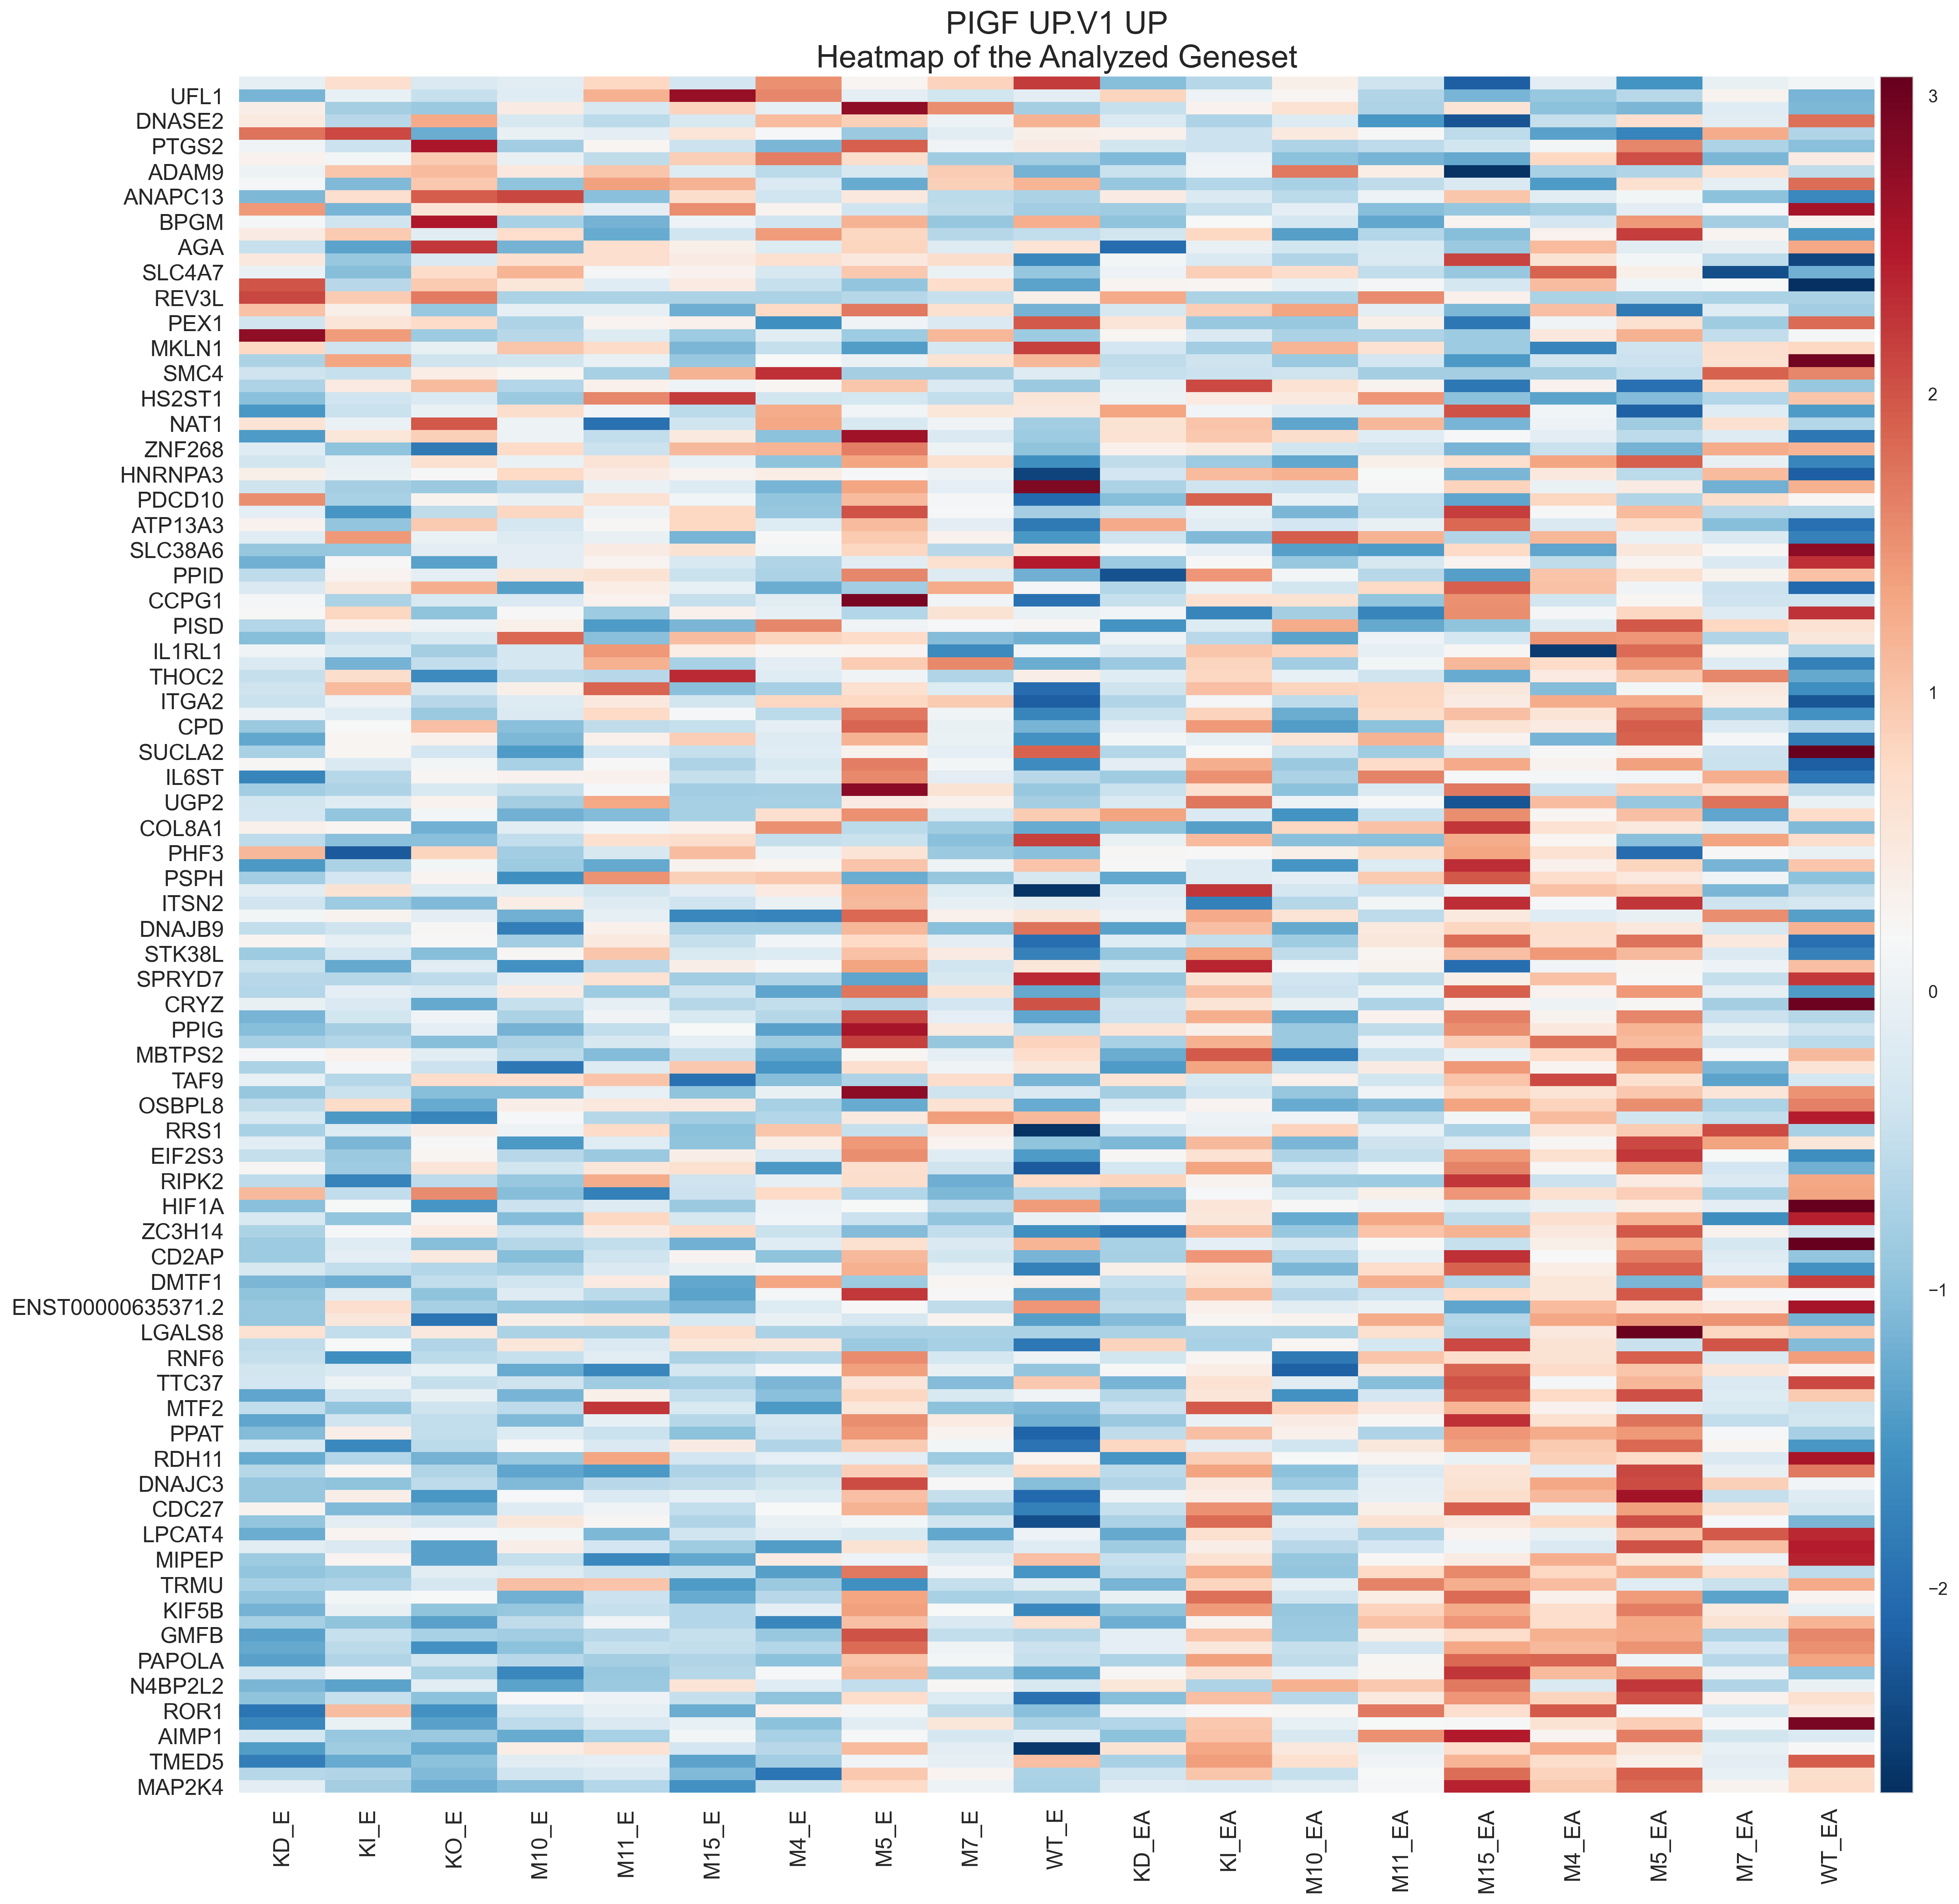 PIGF UP.V1 UP
Heatmap of the Analyzed Geneset
UFL1
DNASE2
PTGS2
ADAM9
ANAPC13
BPGM
AGA
SLC4A7
REV3L
PEX1
MKLN1
SMC4
HS2ST1
NAT1
ZNF268
HNRNPA3
PDCD10
ATP13A3
SLC38A6
PPID
CCPG1
PISD
IL1RL1
THOC2
ITGA2
CPD
SUCLA2
IL6ST
UGP2
COL8A1
PHF3
PSPH
ITSN2
DNAJB9
STK38L
SPRYD7
CRYZ
PPIG
MBTPS2
TAF9
OSBPL8
RRS1
EIF2S3
RIPK2
HIF1A
ZC3H14
CD2AP
DMTF1
ENST00000635371.2
LGALS8
RNF6
TTC37
MTF2
PPAT
RDH11
DNAJC3
CDC27
LPCAT4
MIPEP
TRMU
KIF5B
GMFB
PAPOLA
N4BP2L2
ROR1
AIMP1
TMED5
MAP2K4
KD_E
KI_E
KO_E
M10_E
M11_E
M15_E
M4_E
M5_E
M7_E
WT_E
KD_EA
KI_EA
M10_EA
M11_EA
M15_EA
M4_EA
M5_EA
M7_EA
WT_EA
3
2
1
0
−1
−2